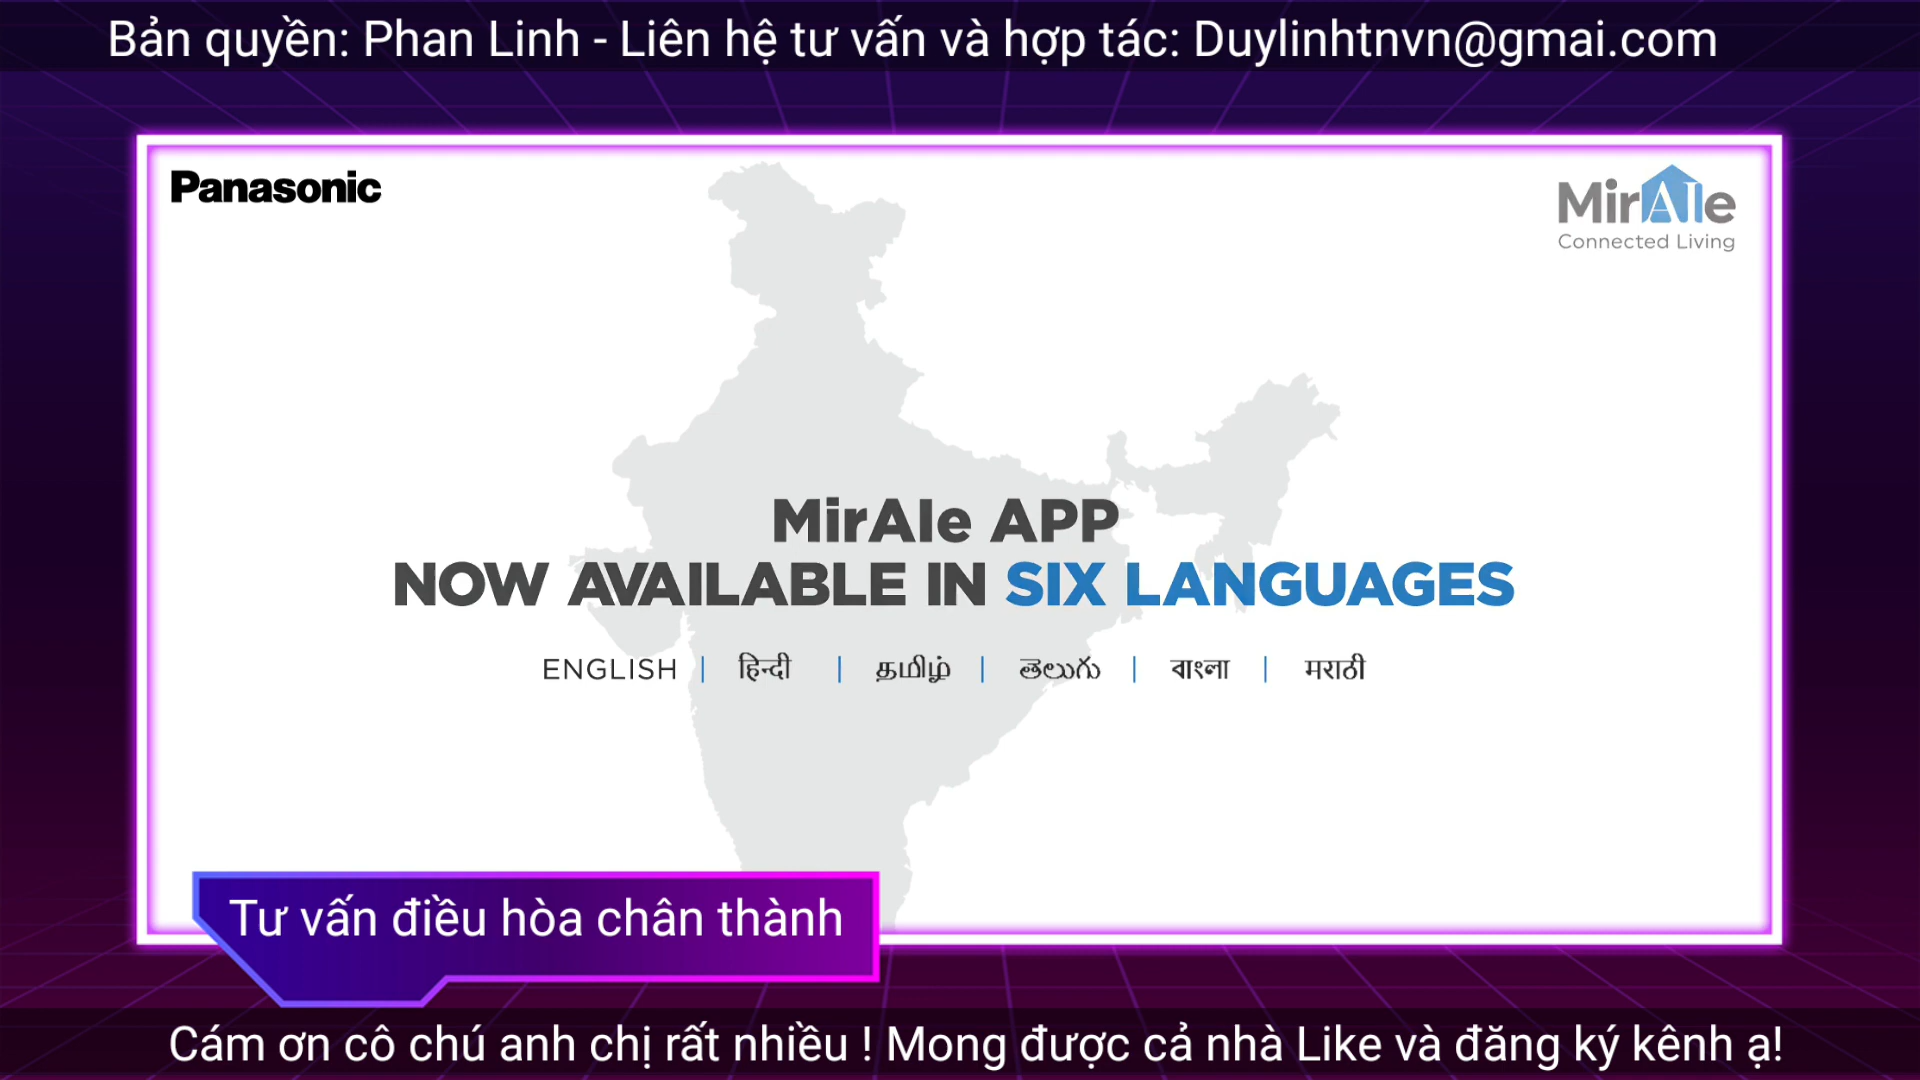 Bản quyền: Phan Linh - Liên hệ tư vấn và hợp tác: Duylinhtnvn@gmai.com
Panasonic
MirAIe
Connected Living
MirAIe APP
NOW AVAILABLE IN SIX LANGUAGES
ENGLISH | हिन्दी | தமிழ் | తెలుగు | বাংলা | मराठी
Tư vấn điều hòa chân thành
Cám ơn cô chú anh chị rất nhiều ! Mong được cả nhà Like và đăng ký kênh ạ!